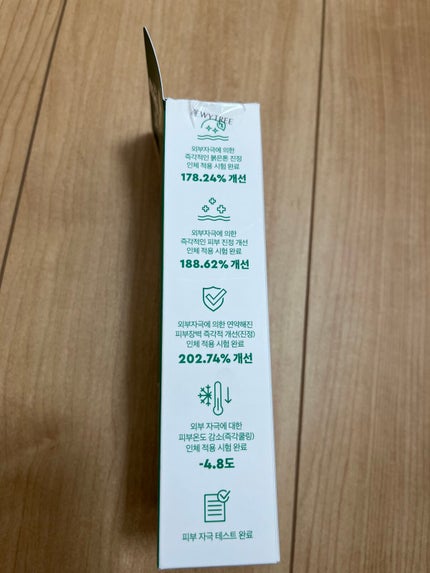 EWYTREE
외부자극에 의한
즉각적인 붉은톤 진정
인체 적용 시험 완료
178.24% 개선
외부자극에 의한
즉각적인 피부 진정 개선
인체 적용 시험 완료
188.62% 개선
외부자극에 의한 연약해진
피부장벽 즉각적 개선(진정)
인체 적용 시험 완료
202.74% 개선
외부 자극에 대한
피부온도 감소(즉각쿨링)
인체 적용 시험 완료
-4.8도
피부 자극 테스트 완료